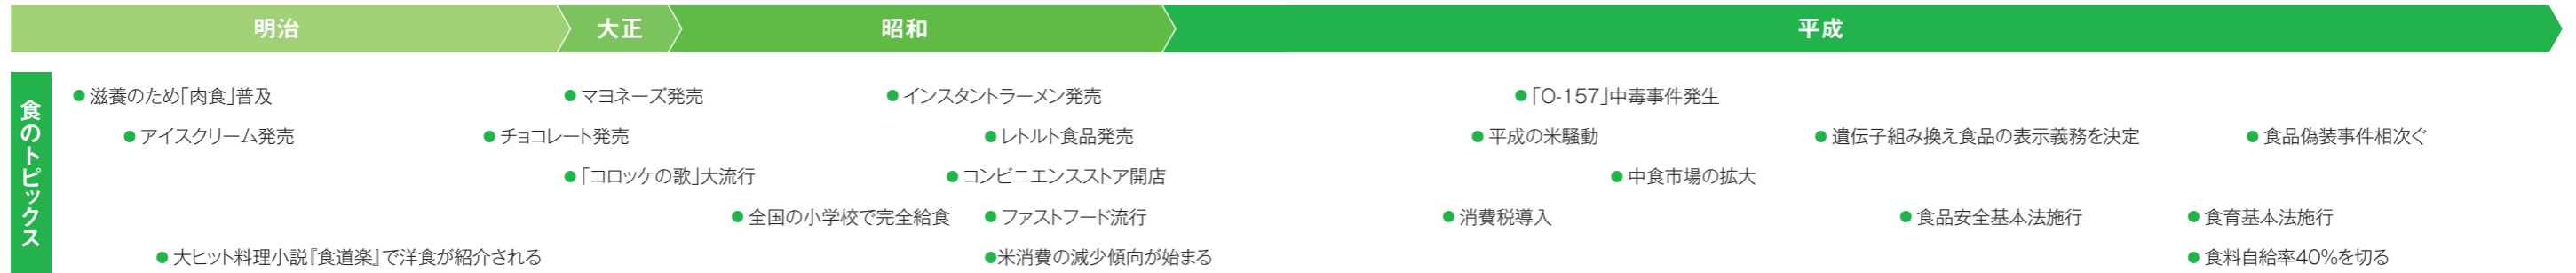 明治 大正 昭和 平成
食のトピックス
●滋養のため「肉食」普及 ●マヨネーズ発売 ●インスタントラーメン発売 ●「O-157」中毒事件発生
●アイスクリーム発売 ●チョコレート発売 ●レトルト食品発売 ●平成の米騒動 ●遺伝子組み換え食品の表示義務を決定 ●食品偽装事件相次ぐ
●「コロッケの歌」大流行 ●コンビニエンスストア開店 ●中食市場の拡大
●全国の小学校で完全給食 ●ファストフード流行 ●消費税導入 ●食品安全基本法施行 ●食育基本法施行
●大ヒット料理小説『食道楽』で洋食が紹介される ●米消費の減少傾向が始まる ●食料自給率40%を切る